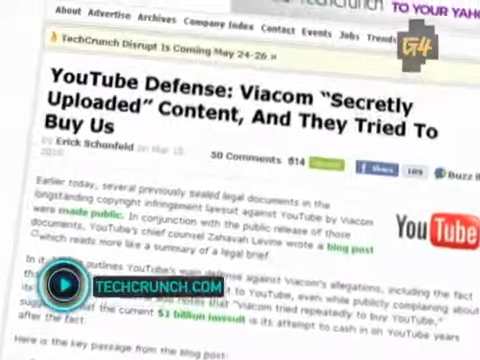 TechCrunch TO YOUR YAHO
About Advertise Archives Company Index Contact Events Jobs Trends
G4
TechCrunch Disrupt Is Coming May 24-26 »
YouTube Defense: Viacom “Secretly
Uploaded” Content, And They Tried To
Buy Us
by Erick Schonfeld on Mar 18,
2010
50 Comments 614 share 109 Buzz
Earlier today, several previously sealed legal documents in the
longstanding copyright infringement lawsuit against YouTube by Viacom
were made public. In conjunction with the public release of those
documents, YouTube's chief counsel Zahavah Levine wrote a blog post
which reads more like a summary of a legal brief.
YouTube
In it, outlines YouTube's main defense against Viacom's allegations, including the fact
to YouTube, even while publicly complaining about
notes that "Viacom tried repeatedly to buy YouTube,"
TECHCRUNCH.COM
that the current $1 billion lawsuit is its attempt to cash in on YouTube years
after the fact.
Here is the key passage from the blog post: